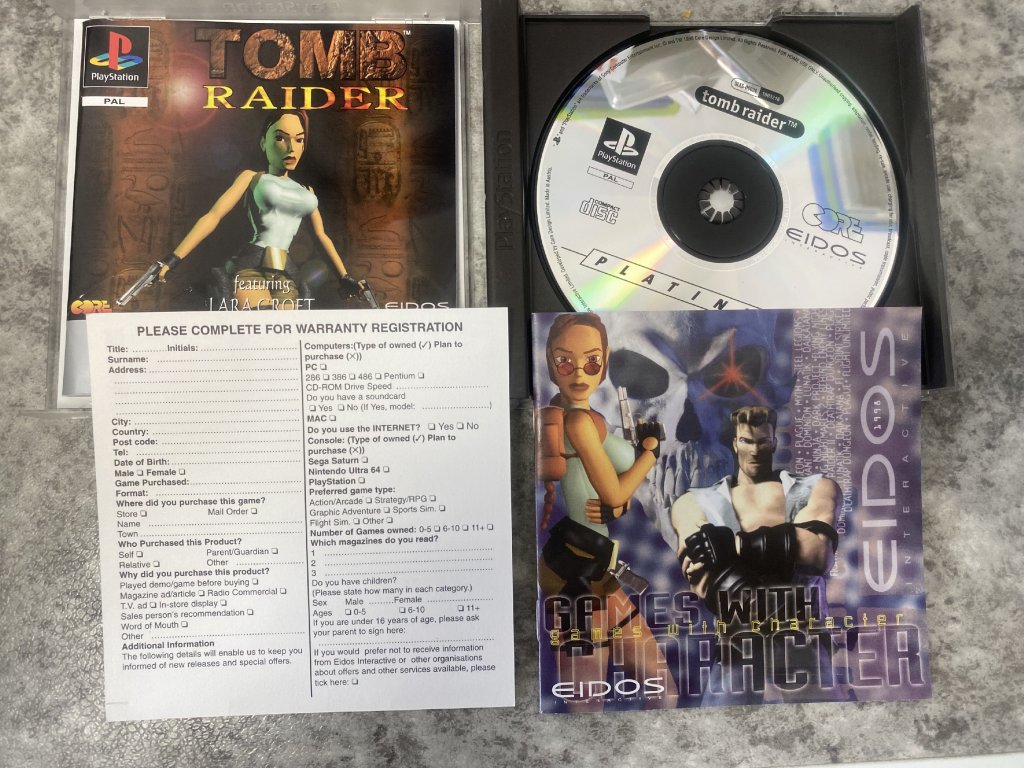 TOMB™
RAIDER
PlayStation
PAL
featuring
LARA CROFT
CORE
EIDOS
PlayStation
tomb raider™
PlayStation
PAL
COMPACT
disc
CORE
EIDOS
INTERACTIVE
PLATIN
PLEASE COMPLETE FOR WARRANTY REGISTRATION
Title: ............Initials: ....................................
Surname: ............................................
Address: ............................................
City: ............................................
Country: ............................................
Post code: ............................................
Tel: ............................................
Date of Birth: ............................................
Male ❏ Female ❏
Game Purchased: ............................................
Format: ............................................
Where did you purchase this game?
Store ❏ Mail Order ❏
Name ............................................
Town ............................................
Who Purchased this Product?
Self ❏ Parent/Guardian ❏
Relative ❏ Other ..................
Why did you purchase this product?
Played demo/game before buying ❏
Magazine ad/article ❏ Radio Commercial ❏
T.V. ad ❏ In-store display ❏
Sales person's recommendation ❏
Word of Mouth ❏
Other ............................................
Additional Information
The following details will enable us to keep you
informed of new releases and special offers.
Computers:(Type of owned (✓) Plan to
purchase (✕))
PC ❏
286 ❏ 386 ❏ 486 ❏ Pentium ❏
CD-ROM Drive Speed ..............................
Do you have a soundcard
❏ Yes ❏ No (If Yes, model: ......................)
MAC ❏
Do you use the INTERNET? ❏ Yes ❏ No
Console: (Type of owned (✓) Plan to
purchase (✕))
Sega Saturn ❏
Nintendo Ultra 64 ❏
PlayStation ❏
Preferred game type:
Action/Arcade ❏ Strategy/RPG ❏
Graphic Adventure ❏ Sports Sim. ❏
Flight Sim. ❏ Other ❏
Number of Games owned: 0-5 ❏ 6-10 ❏ 11+ ❏
Which magazines do you read?
1 ............................................
2 ............................................
3 ............................................
Do you have children?
(Please state how many in each category.)
Sex Male ............Female ..................
Ages ❏ 0-5 ❏ 6-10 ❏ 11+
If you are under 16 years of age, please ask
your parent to sign here:
............................................
If you would prefer not to receive information
from Eidos Interactive or other organisations
about offers and other services available, please
tick here: ❏
EIDOS
INTERACTIVE
1998
GAMES WITH
games with character
CHARACTER
EIDOS
INTERACTIVE